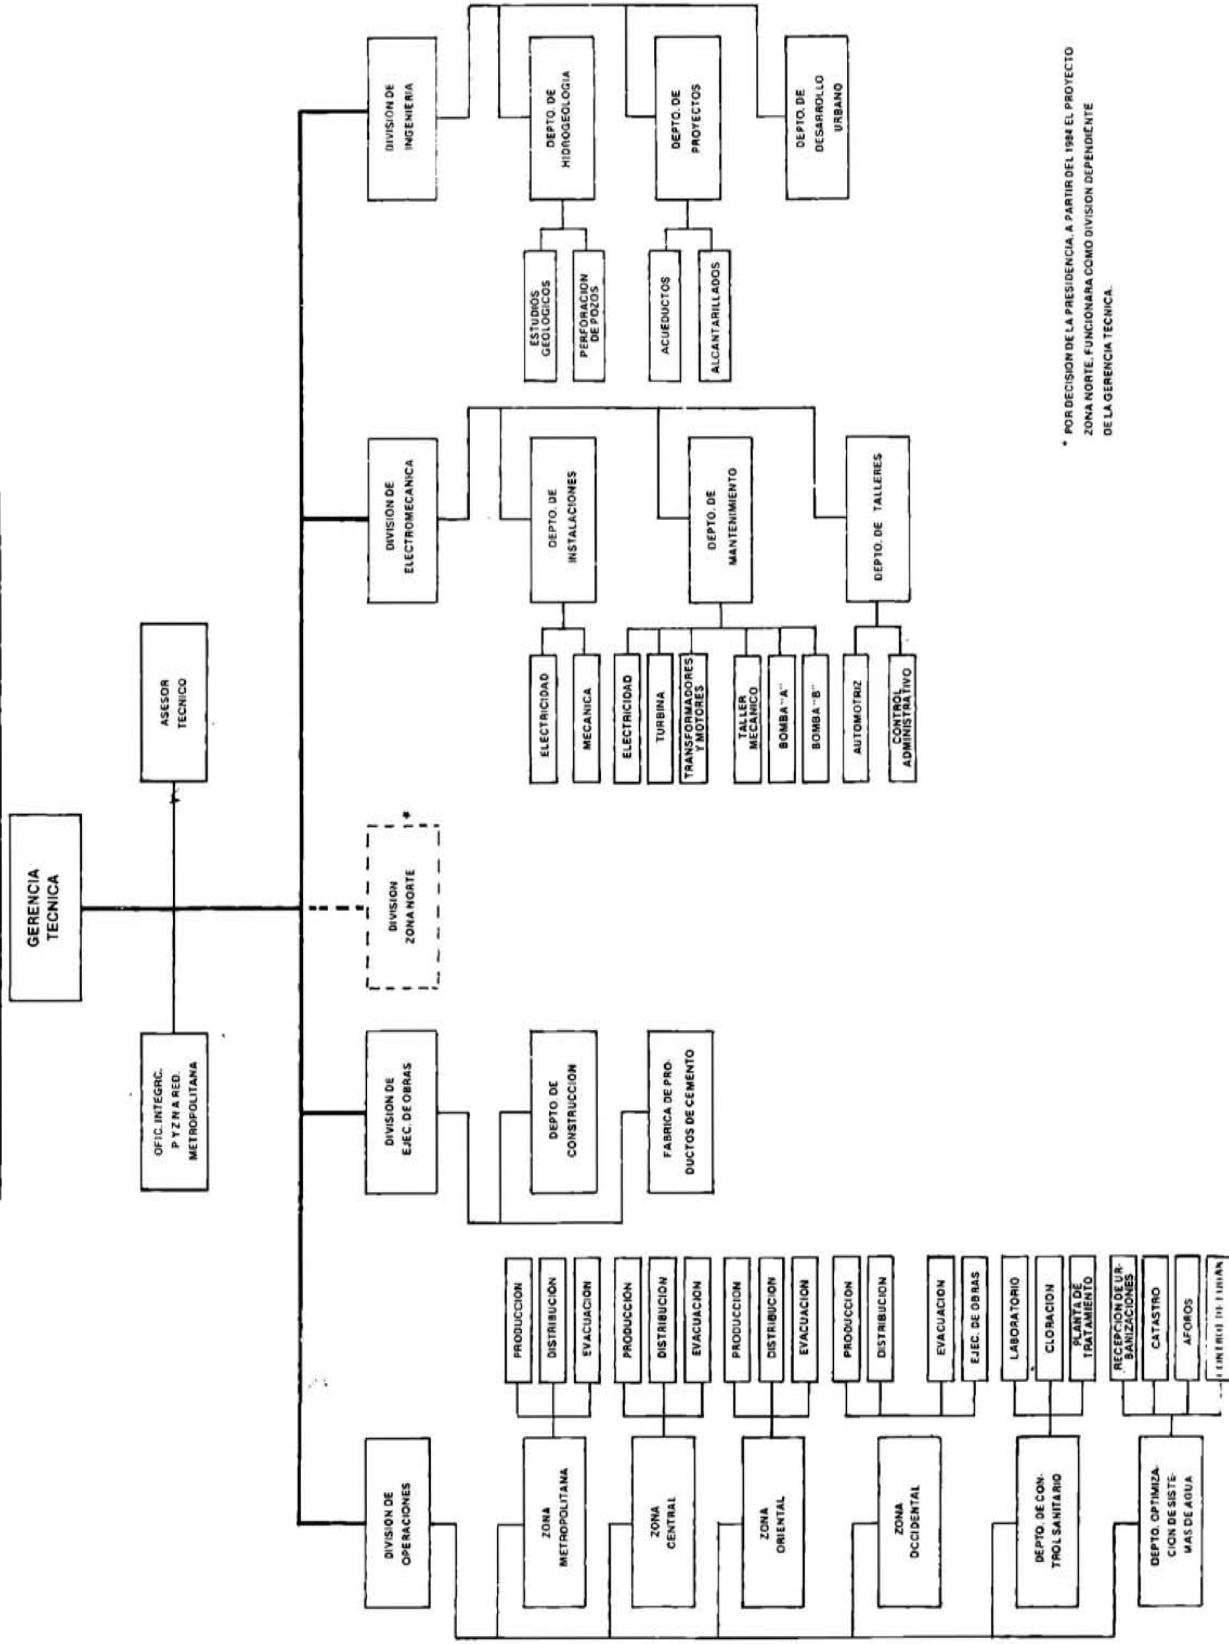 GERENCIA
TECNICA
OFIC. INTEGRC.
P Y Z N A RED.
METROPOLITANA
ASESOR
TECNICO
DIVISION DE
OPERACIONES
DIVISION DE
EJEC. DE OBRAS
DIVISION
ZONA NORTE
*
DIVISION DE
ELECTROMECANICA
DIVISION DE
INGENIERIA
ZONA
METROPOLITANA
PRODUCCION
DISTRIBUCION
EVACUACION
ZONA
CENTRAL
PRODUCCION
DISTRIBUCION
EVACUACION
ZONA
ORIENTAL
PRODUCCION
DISTRIBUCION
EVACUACION
ZONA
OCCIDENTAL
PRODUCCION
DISTRIBUCION
EVACUACION
EJEC. DE OBRAS
DEPTO. DE CON-
TROL SANITARIO
LABORATORIO
CLORACION
PLANTA DE
TRATAMIENTO
DEPTO. OPTIMIZA-
CION DE SISTE-
MAS DE AGUA
RECEPCION DE UR-
BANIZACIONES
CATASTRO
AFOROS
DEPTO. DE
CONSTRUCCION
FABRICA DE PRO-
DUCTOS DE CEMENTO
DEPTO. DE
INSTALACIONES
ELECTRICIDAD
MECANICA
DEPTO. DE
MANTENIMIENTO
ELECTRICIDAD
TURBINA
TRANSFORMADORES
Y MOTORES
TALLER
MECANICO
BOMBA "A"
BOMBA "B"
DEPTO. DE TALLERES
AUTOMOTRIZ
CONTROL
ADMINISTRATIVO
DEPTO. DE
HIDROGEOLOGIA
ESTUDIOS
GEOLOGICOS
PERFORACION
DE POZOS
DEPTO. DE
PROYECTOS
ACUEDUCTOS
ALCANTARILLADOS
DEPTO. DE
DESARROLLO
URBANO
* POR DECISION DE LA PRESIDENCIA, A PARTIR DEL 1984 EL PROYECTO
ZONA NORTE, FUNCIONARA COMO DIVISION DEPENDIENTE
DE LA GERENCIA TECNICA.